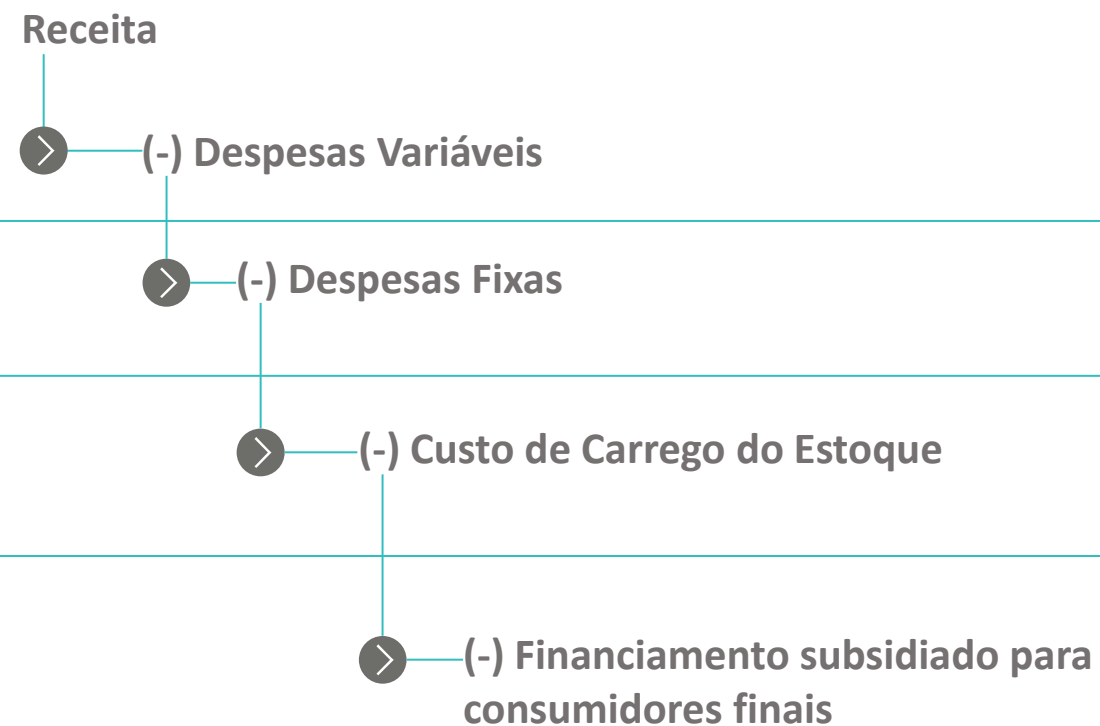 Receita
(-) Despesas Variáveis
(-) Despesas Fixas
(-) Custo de Carrego do Estoque
(-) Financiamento subsidiado para
consumidores finais